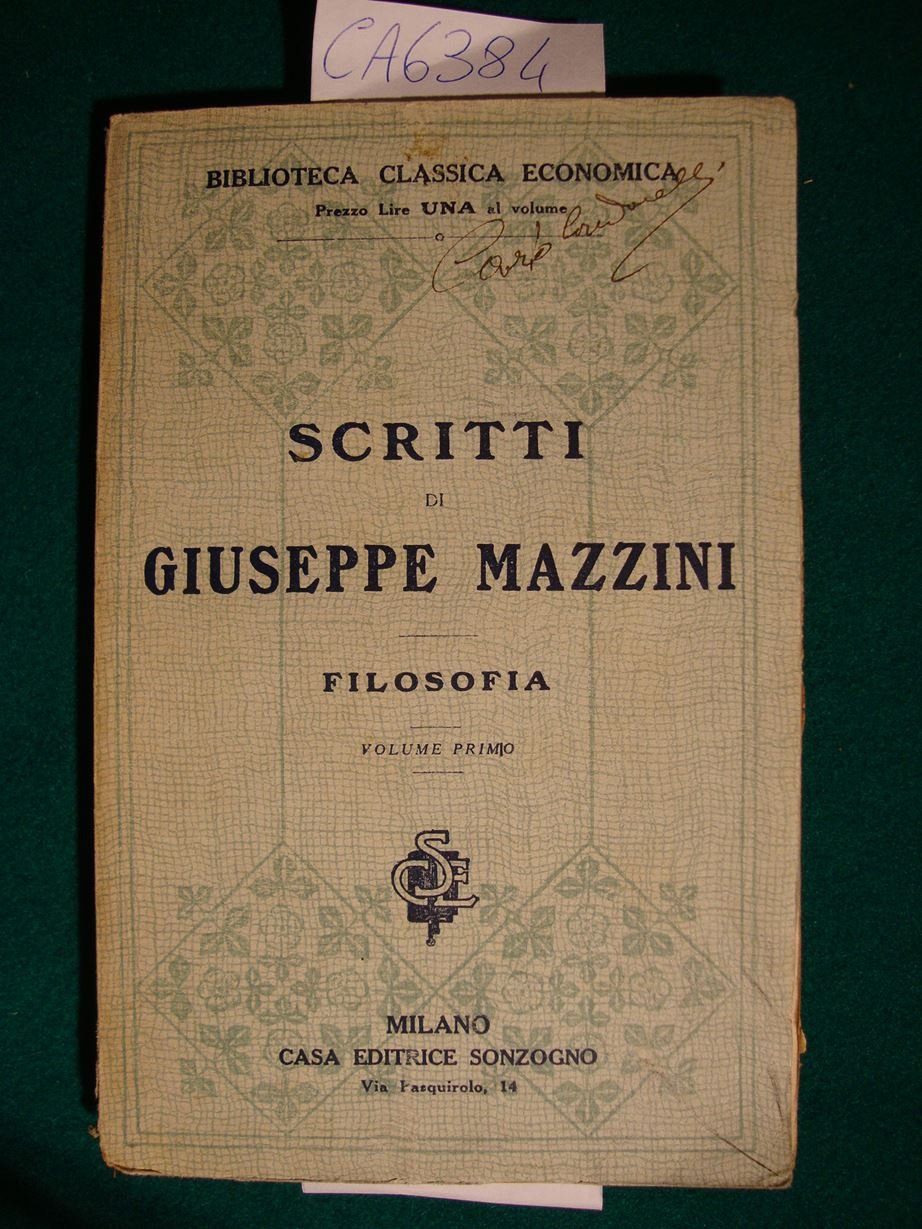 CA6384
BIBLIOTECA CLASSICA ECONOMICA
Prezzo Lire UNA al volume
SCRITTI
DI
GIUSEPPE MAZZINI
FILOSOFIA
VOLUME PRIMO
CSE
MILANO
CASA EDITRICE SONZOGNO
Via Pasquirolo, 14